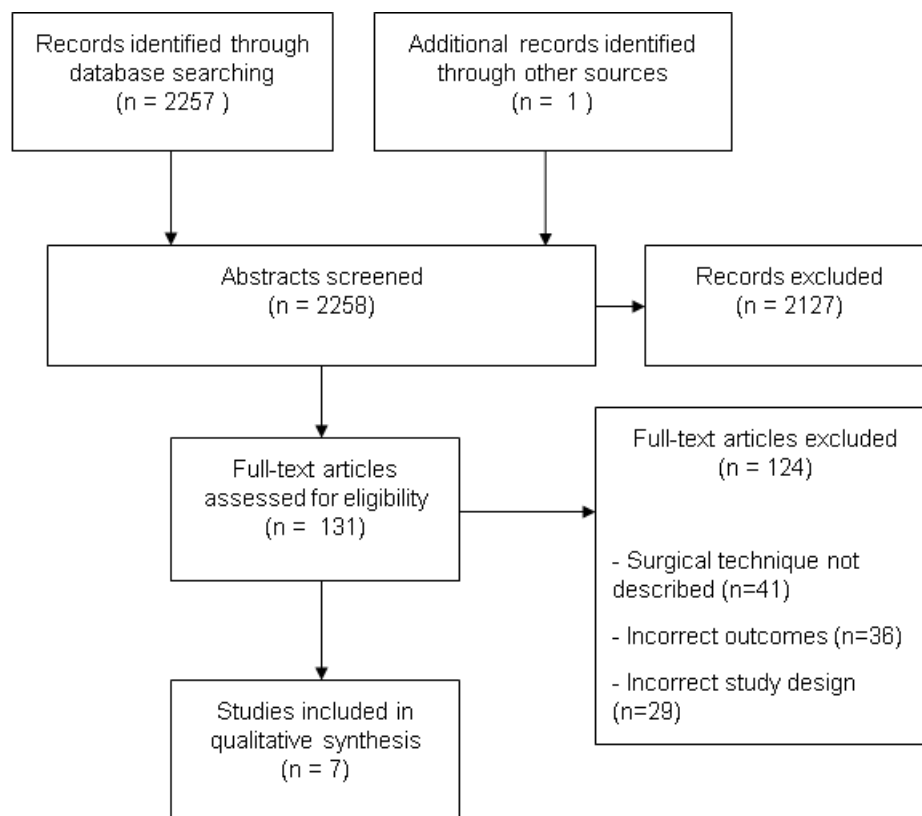 Records identified through
database searching
(n = 2257 )
Additional records identified
through other sources
(n = 1 )
Abstracts screened
(n = 2258)
Records excluded
(n = 2127)
Full-text articles
assessed for eligibility
(n = 131)
Full-text articles excluded
(n = 124)
- Surgical technique not
described (n=41)
- Incorrect outcomes (n=36)
- Incorrect study design
(n=29)
Studies included in
qualitative synthesis
(n = 7)